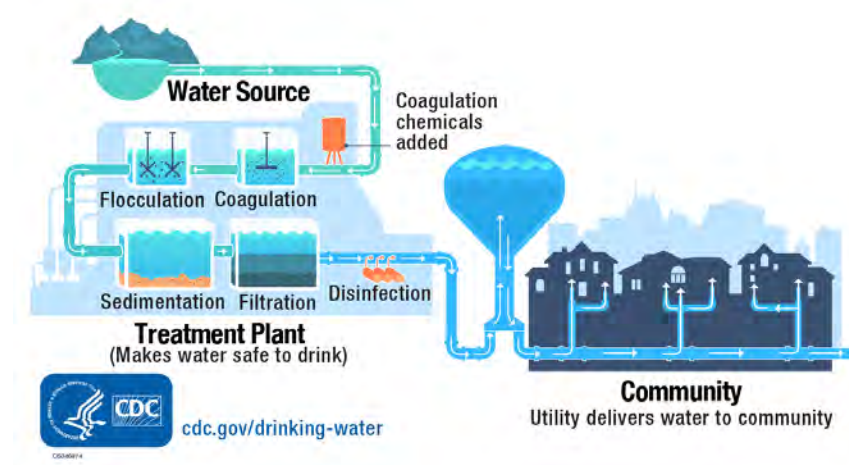 Water Source
Coagulation
chemicals
added
Flocculation
Coagulation
Sedimentation
Filtration
Disinfection
Treatment Plant
(Makes water safe to drink)
CDC
cdc.gov/drinking-water
Community
Utility delivers water to community